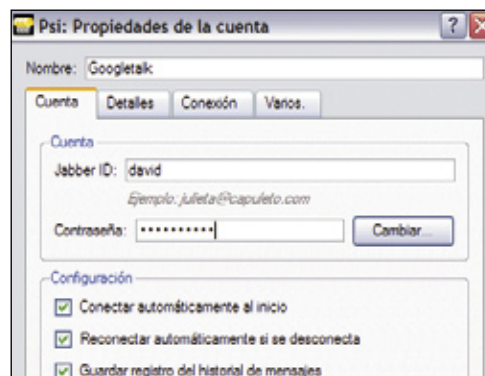 Psi: Propiedades de la cuenta
Nombre: Googletalk
Cuenta Detalles Conexión Varios.
Cuenta
Jabber ID: david
Ejemplo: julieta@capuleto.com
Contraseña: •••••••••• Cambiar...
Configuración
Conectar automáticamente al inicio
Reconectar automáticamente si se desconecta
Guardar registro del historial de mensajes